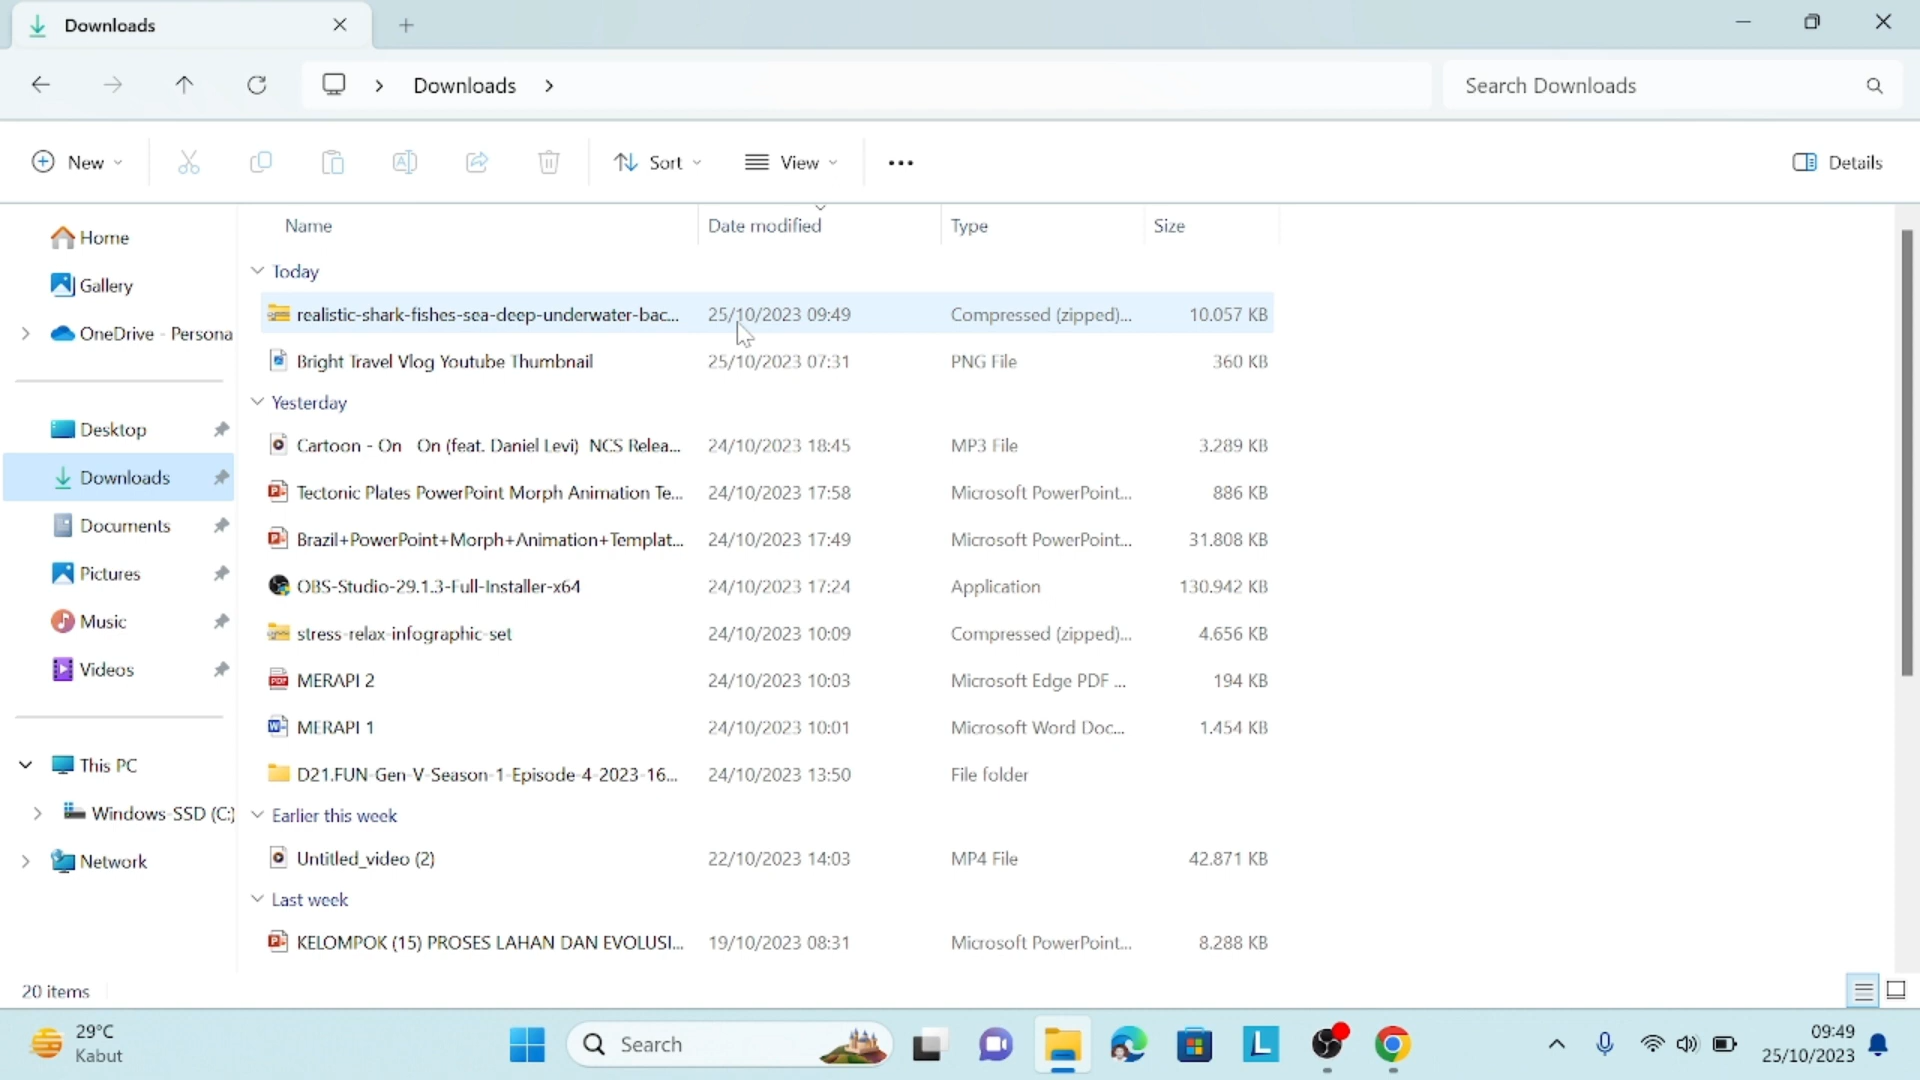 Downloads
Downloads
Search Downloads
New
Sort
View
Details
Name Date modified Type Size
Home
Gallery
OneDrive - Persona
Desktop
Downloads
Documents
Pictures
Music
Videos
This PC
Windows-SSD (C:)
Network
Today
realistic-shark-fishes-sea-deep-underwater-bac... 25/10/2023 09:49 Compressed (zipped)... 10.057 KB
Bright Travel Vlog Youtube Thumbnail 25/10/2023 07:31 PNG File 360 KB
Yesterday
Cartoon - On On (feat. Daniel Levi) NCS Relea... 24/10/2023 18:45 MP3 File 3.289 KB
Tectonic Plates PowerPoint Morph Animation Te... 24/10/2023 17:58 Microsoft PowerPoint... 886 KB
Brazil+PowerPoint+Morph+Animation+Templat... 24/10/2023 17:49 Microsoft PowerPoint... 31.808 KB
OBS-Studio-29.1.3-Full-Installer-x64 24/10/2023 17:24 Application 130.942 KB
stress-relax-infographic-set 24/10/2023 10:09 Compressed (zipped)... 4.656 KB
MERAPI 2 24/10/2023 10:03 Microsoft Edge PDF ... 194 KB
MERAPI 1 24/10/2023 10:01 Microsoft Word Doc... 1.454 KB
D21.FUN-Gen-V-Season-1-Episode-4-2023-16... 24/10/2023 13:50 File folder
Earlier this week
Untitled_video (2) 22/10/2023 14:03 MP4 File 42.871 KB
Last week
KELOMPOK (15) PROSES LAHAN DAN EVOLUSI... 19/10/2023 08:31 Microsoft PowerPoint... 8.288 KB
20 items
29°C
Kabut
Search
09:49
25/10/2023